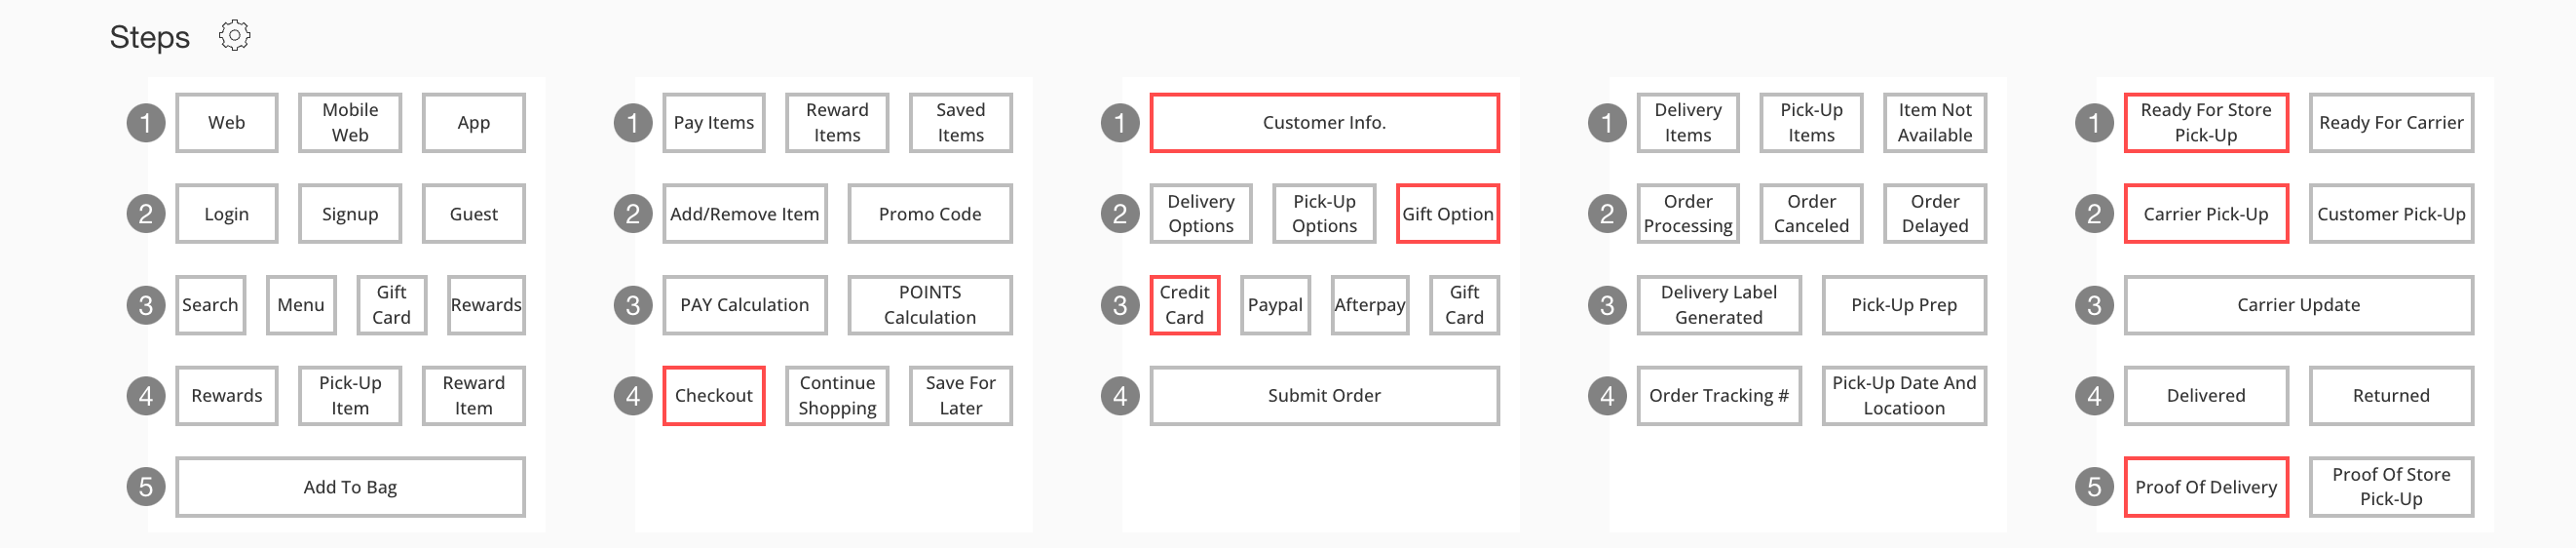 Steps
1
Web
Mobile
Web
App
2
Login
Signup
Guest
3
Search
Menu
Gift
Card
Rewards
4
Rewards
Pick-Up
Item
Reward
Item
5
Add To Bag
1
Pay Items
Reward
Items
Saved
Items
2
Add/Remove Item
Promo Code
3
PAY Calculation
POINTS
Calculation
4
Checkout
Continue
Shopping
Save For
Later
1
Customer Info.
2
Delivery
Options
Pick-Up
Options
Gift Option
3
Credit
Card
Paypal
Afterpay
Gift
Card
4
Submit Order
1
Delivery
Items
Pick-Up
Items
Item Not
Available
2
Order
Processing
Order
Canceled
Order
Delayed
3
Delivery Label
Generated
Pick-Up Prep
4
Order Tracking #
Pick-Up Date And
Locatioon
1
Ready For Store
Pick-Up
Ready For Carrier
2
Carrier Pick-Up
Customer Pick-Up
3
Carrier Update
4
Delivered
Returned
5
Proof Of Delivery
Proof Of Store
Pick-Up